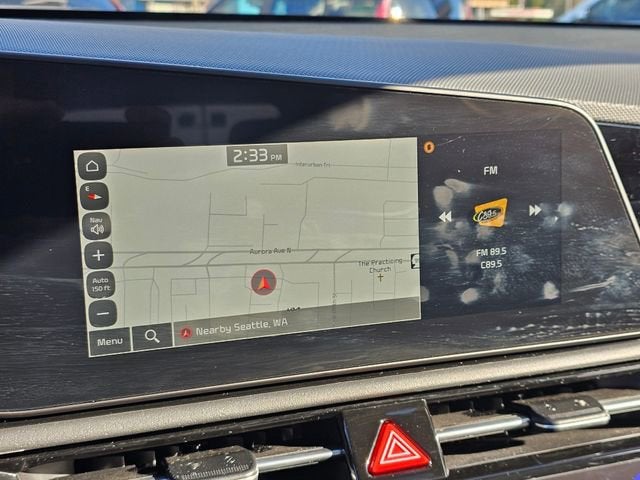 2:33 PM
Interurban Trl
FM
E
Nav
C89.5
Aurora Ave N
FM 89.5
C89.5
The Practicing
Church
Auto
150 ft
Menu
Nearby Seattle, WA